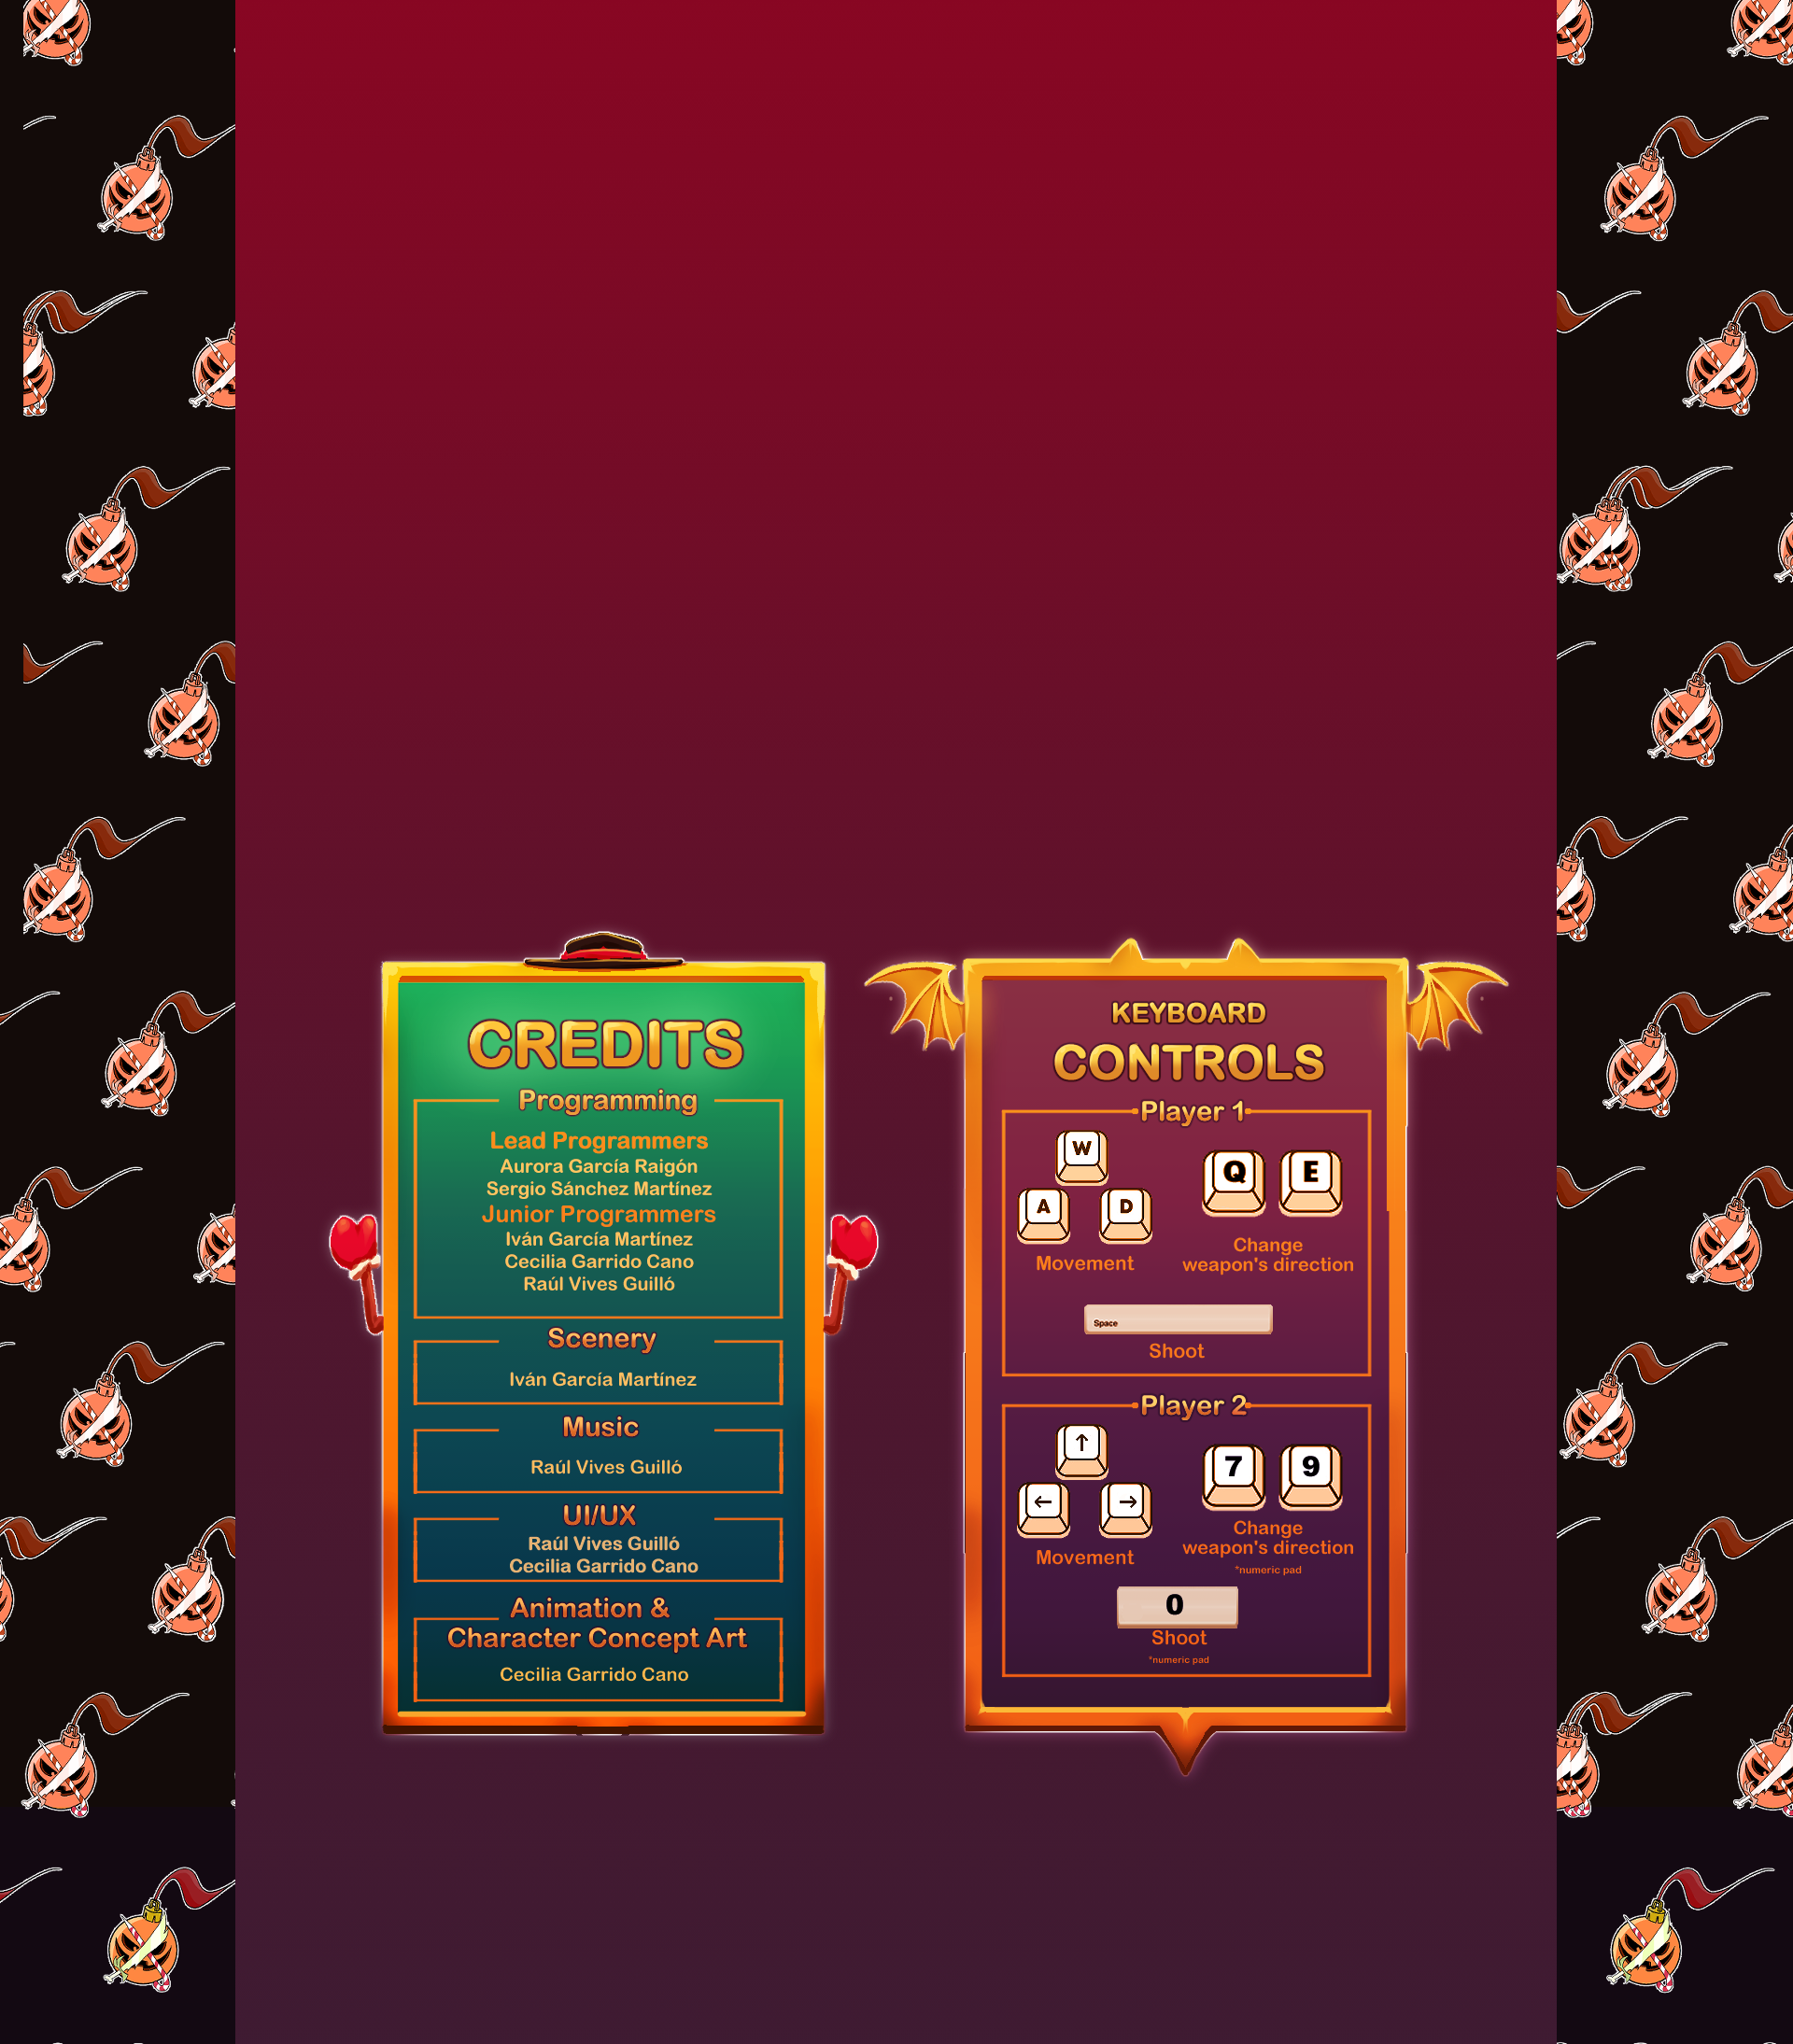 CREDITS
Programming
Lead Programmers
Aurora García Raigón
Sergio Sánchez Martínez
Junior Programmers
Iván García Martínez
Cecilia Garrido Cano
Raúl Vives Guilló
Scenery
Iván García Martínez
Music
Raúl Vives Guilló
UI/UX
Raúl Vives Guilló
Cecilia Garrido Cano
Animation &
Character Concept Art
Cecilia Garrido Cano
KEYBOARD
CONTROLS
Player 1
W
A D
Movement
Q E
Change
weapon's direction
Space
Shoot
Player 2
↑
← →
Movement
7 9
Change
weapon's direction
*numeric pad
0
Shoot
*numeric pad